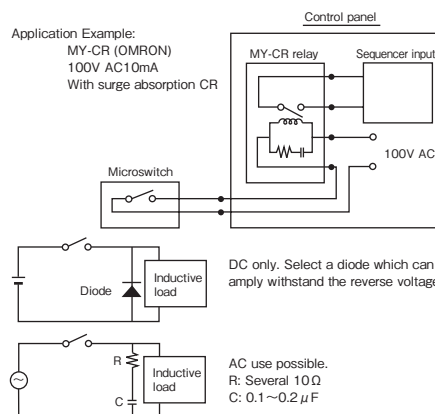 Control panel
Application Example:
MY-CR (OMRON)
100V AC10mA
With surge absorption CR
MY-CR relay
Sequencer input
100V AC
Microswitch
Diode
Inductive
load
DC only. Select a diode which can
amply withstand the reverse voltage
R
C
Inductive
load
AC use possible.
R: Several 10Ω
C: 0.1~0.2μF